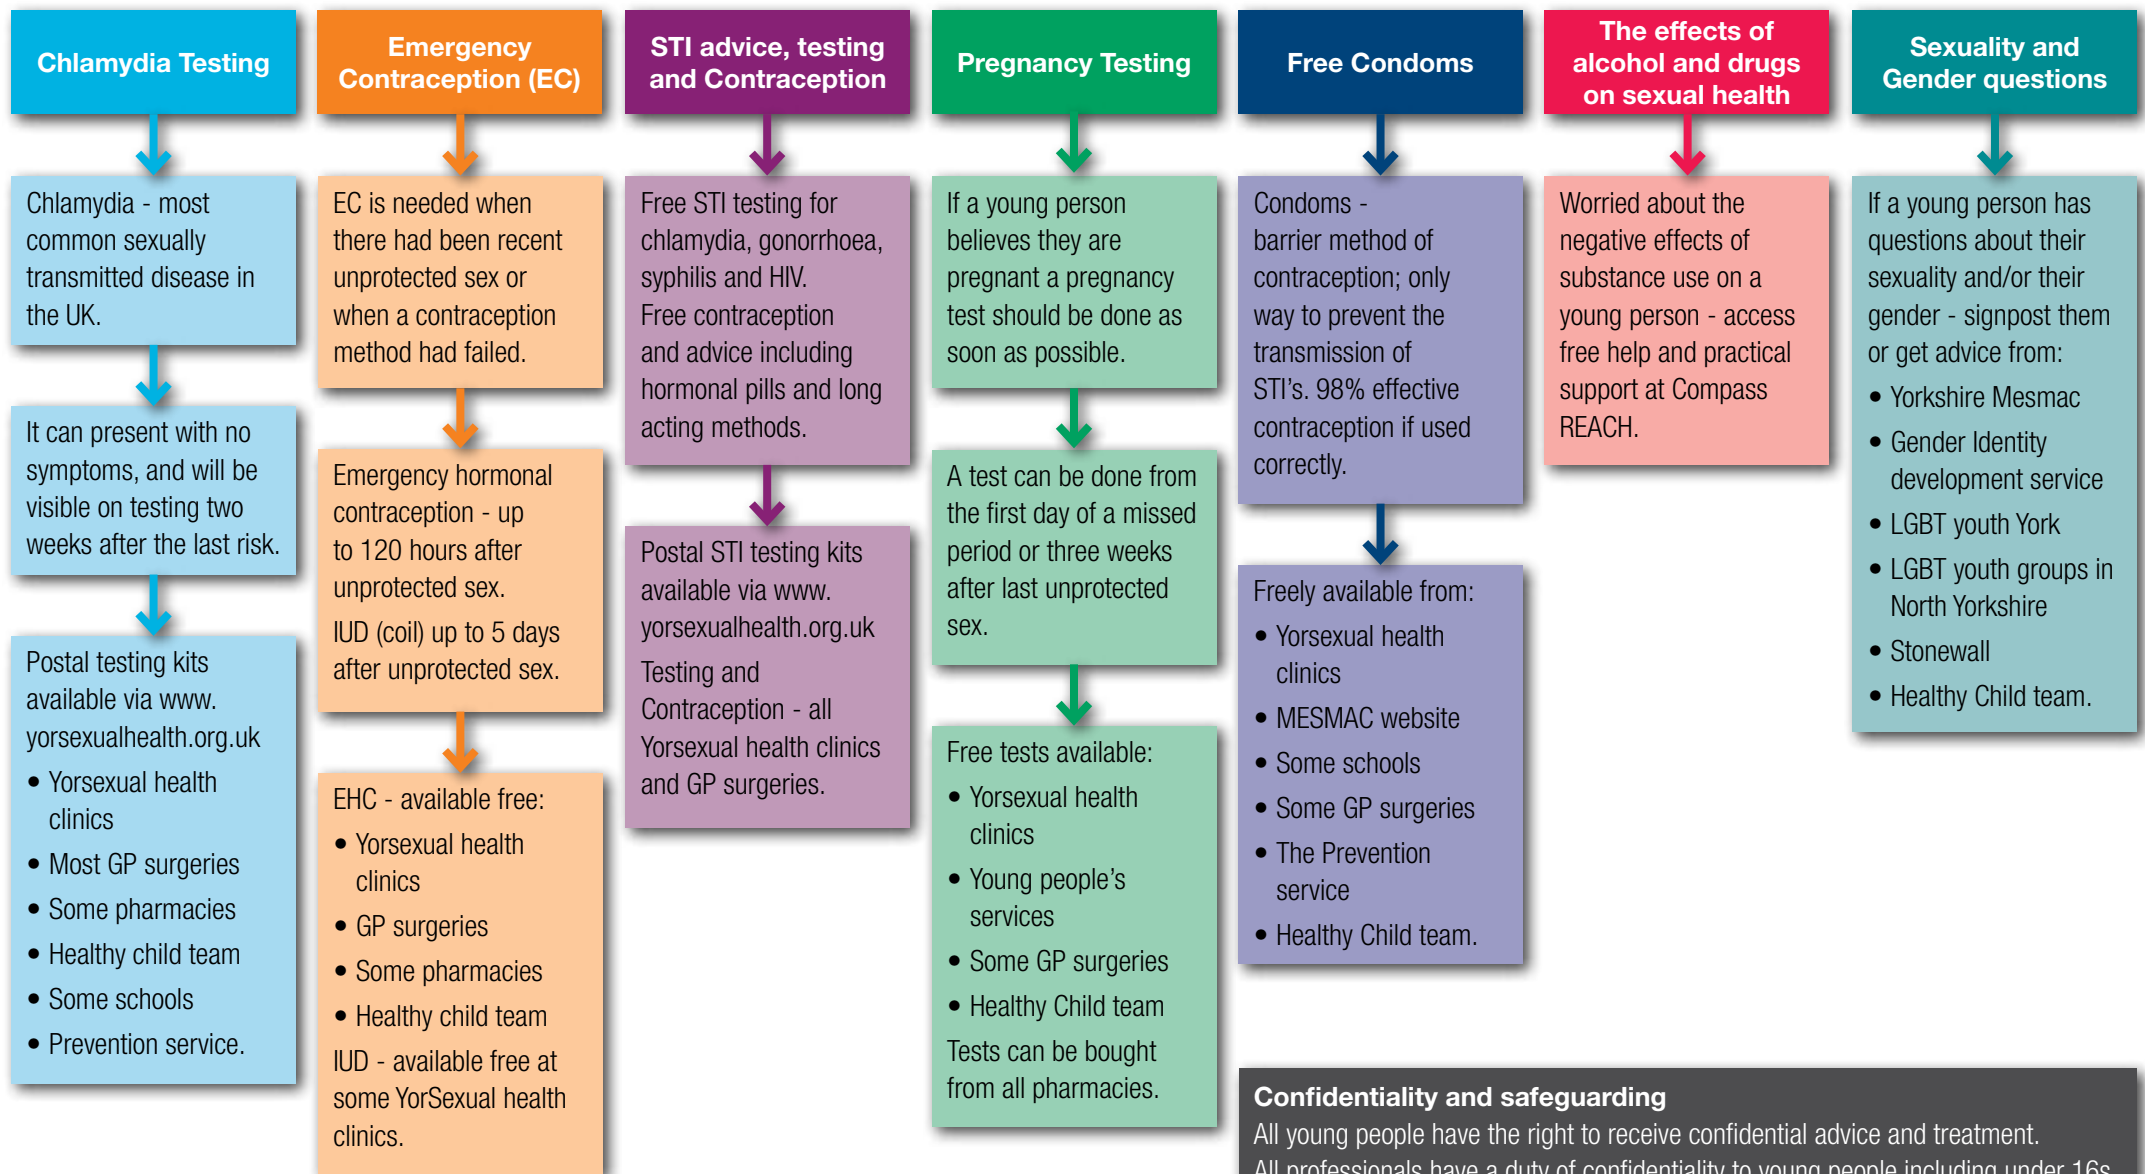 Chlamydia Testing
Chlamydia - most
common sexually
transmitted disease in
the UK.
It can present with no
symptoms, and will be
visible on testing two
weeks after the last risk.
Postal testing kits
available via www.
yorsexualhealth.org.uk
• Yorsexual health
clinics
• Most GP surgeries
• Some pharmacies
• Healthy child team
• Some schools
• Prevention service.
Emergency
Contraception (EC)
EC is needed when
there had been recent
unprotected sex or
when a contraception
method had failed.
Emergency hormonal
contraception - up
to 120 hours after
unprotected sex.
IUD (coil) up to 5 days
after unprotected sex.
EHC - available free:
• Yorsexual health
clinics
• GP surgeries
• Some pharmacies
• Healthy child team
IUD - available free at
some YorSexual health
clinics.
STI advice, testing
and Contraception
Free STI testing for
chlamydia, gonorrhoea,
syphilis and HIV.
Free contraception
and advice including
hormonal pills and long
acting methods.
Postal STI testing kits
available via www.
yorsexualhealth.org.uk
Testing and
Contraception - all
Yorsexual health clinics
and GP surgeries.
Pregnancy Testing
If a young person
believes they are
pregnant a pregnancy
test should be done as
soon as possible.
A test can be done from
the first day of a missed
period or three weeks
after last unprotected
sex.
Free tests available:
• Yorsexual health
clinics
• Young people's
services
• Some GP surgeries
• Healthy Child team
Tests can be bought
from all pharmacies.
Free Condoms
Condoms -
barrier method of
contraception; only
way to prevent the
transmission of
STI's. 98% effective
contraception if used
correctly.
Freely available from:
• Yorsexual health
clinics
• MESMAC website
• Some schools
• Some GP surgeries
• The Prevention
service
• Healthy Child team.
The effects of
alcohol and drugs
on sexual health
Worried about the
negative effects of
substance use on a
young person - access
free help and practical
support at Compass
REACH.
Sexuality and
Gender questions
If a young person has
questions about their
sexuality and/or their
gender - signpost them
or get advice from:
• Yorkshire Mesmac
• Gender Identity
development service
• LGBT youth York
• LGBT youth groups in
North Yorkshire
• Stonewall
• Healthy Child team.
Confidentiality and safeguarding
All young people have the right to receive confidential advice and treatment.
All professionals have a duty of confidentiality to young people including under 16s